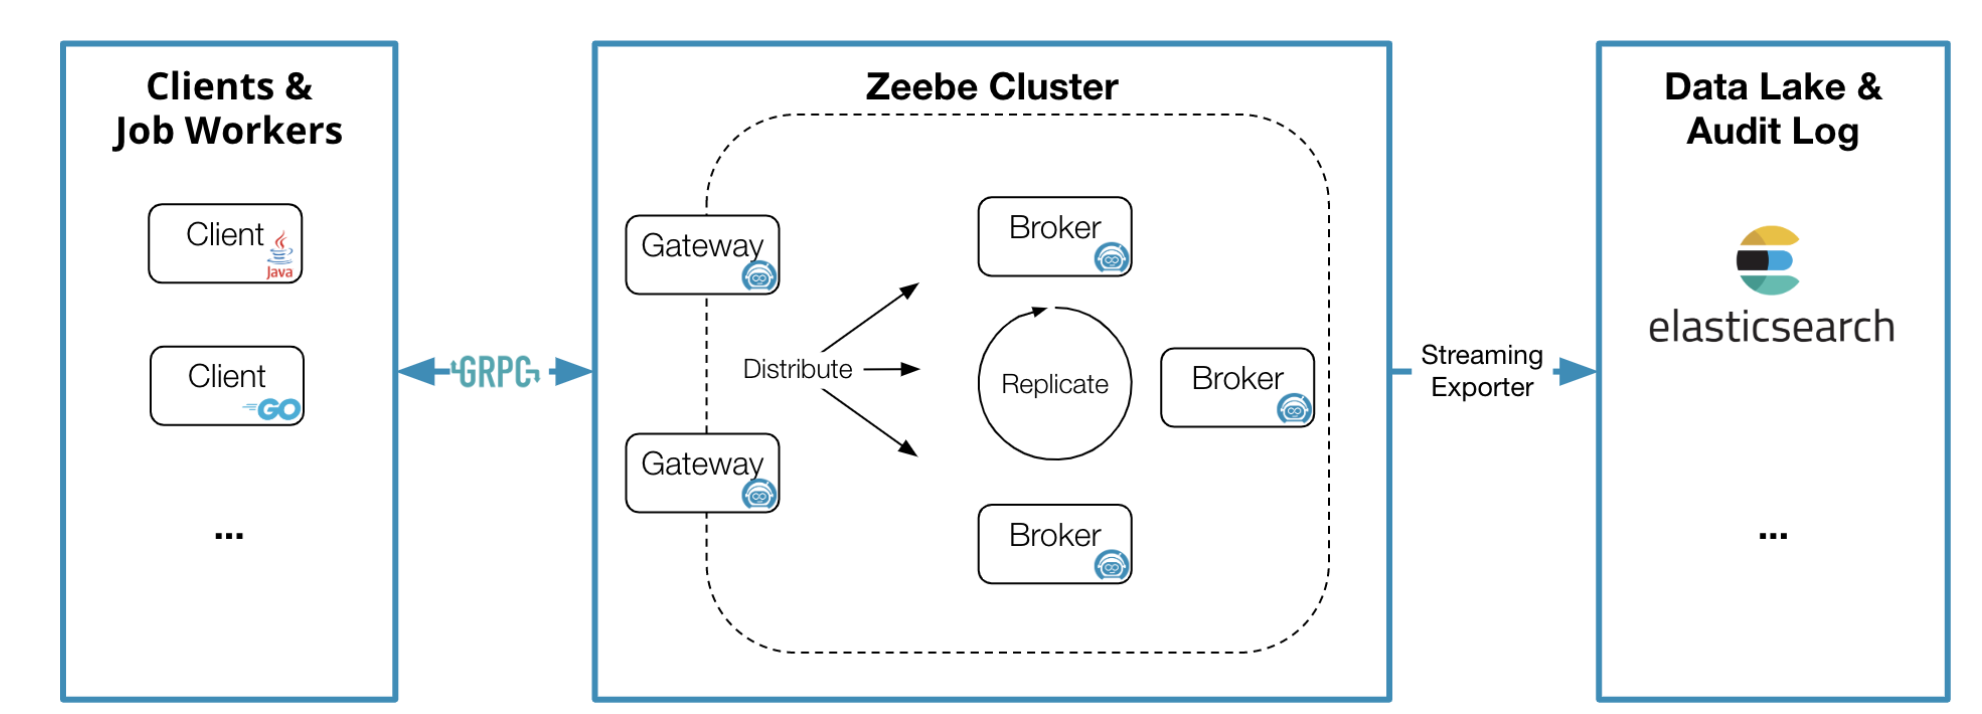 Clients &
Job Workers
Client
Java
Client
GO
...
GRPC
Zeebe Cluster
Gateway
Gateway
Distribute
Broker
Replicate
Broker
Broker
Streaming
Exporter
Data Lake &
Audit Log
elasticsearch
...